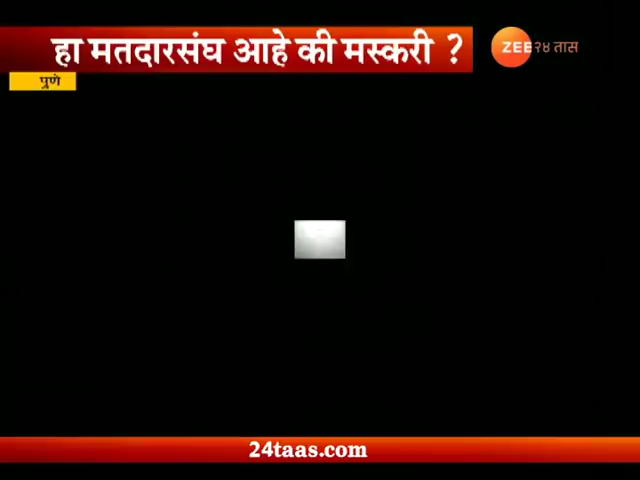 हा मतदारसंघ आहे की मस्करी ?
ZEE २४ तास
पुणे
24taas.com